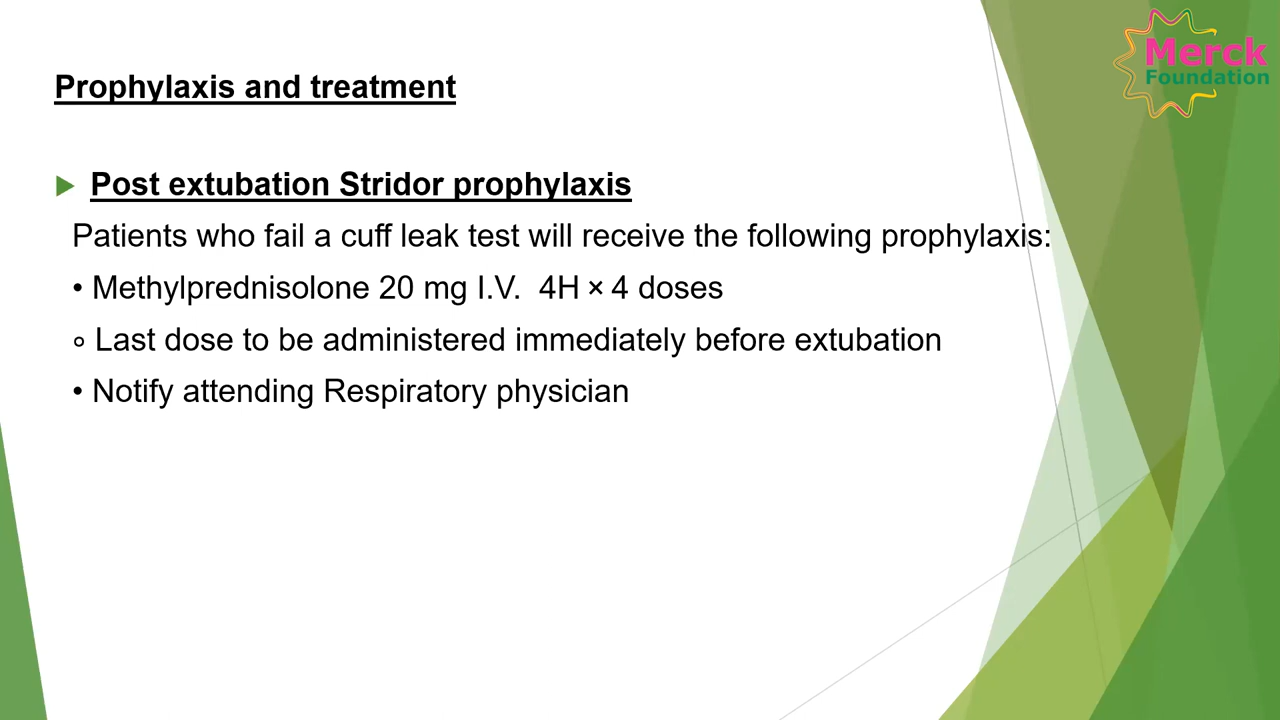 Merck
Foundation
Prophylaxis and treatment
Post extubation Stridor prophylaxis
Patients who fail a cuff leak test will receive the following prophylaxis:
• Methylprednisolone 20 mg I.V.  4H × 4 doses
∘ Last dose to be administered immediately before extubation
• Notify attending Respiratory physician